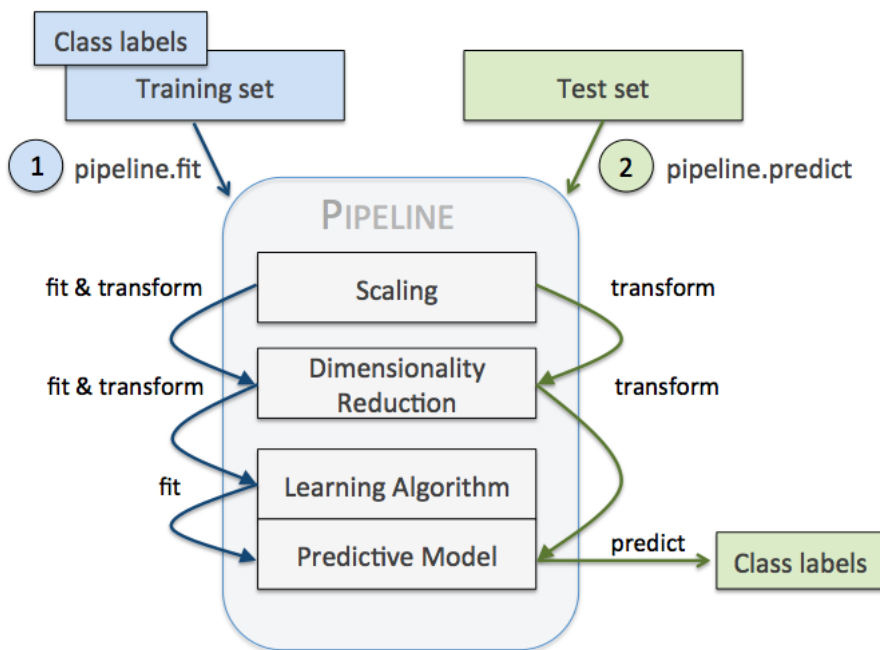 Class labels
Training set
Test set
1 pipeline.fit
2 pipeline.predict
PIPELINE
fit & transform
Scaling
transform
fit & transform
Dimensionality
Reduction
transform
fit
Learning Algorithm
Predictive Model
predict
Class labels